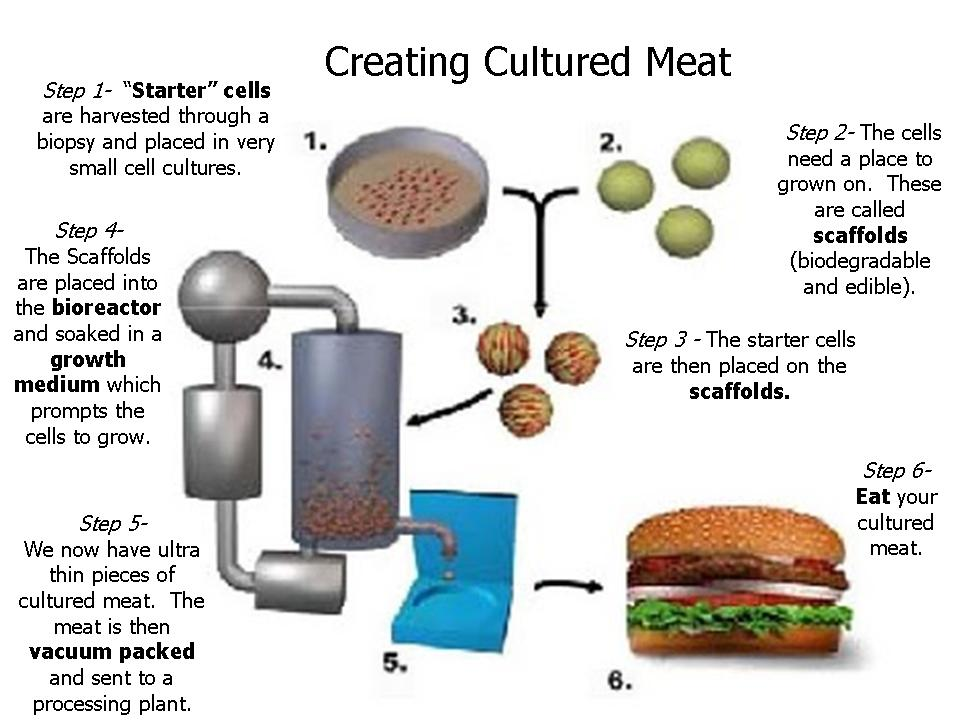 Creating Cultured Meat
Step 1- “Starter” cells
are harvested through a
biopsy and placed in very
small cell cultures.
1.
2.
Step 2- The cells
need a place to
grown on. These
are called
scaffolds
(biodegradable
and edible).
3.
Step 3 - The starter cells
are then placed on the
scaffolds.
Step 4-
The Scaffolds
are placed into
the bioreactor
and soaked in a
growth
medium which
prompts the
cells to grow.
4.
Step 5-
We now have ultra
thin pieces of
cultured meat. The
meat is then
vacuum packed
and sent to a
processing plant.
5.
Step 6-
Eat your
cultured
meat.
6.